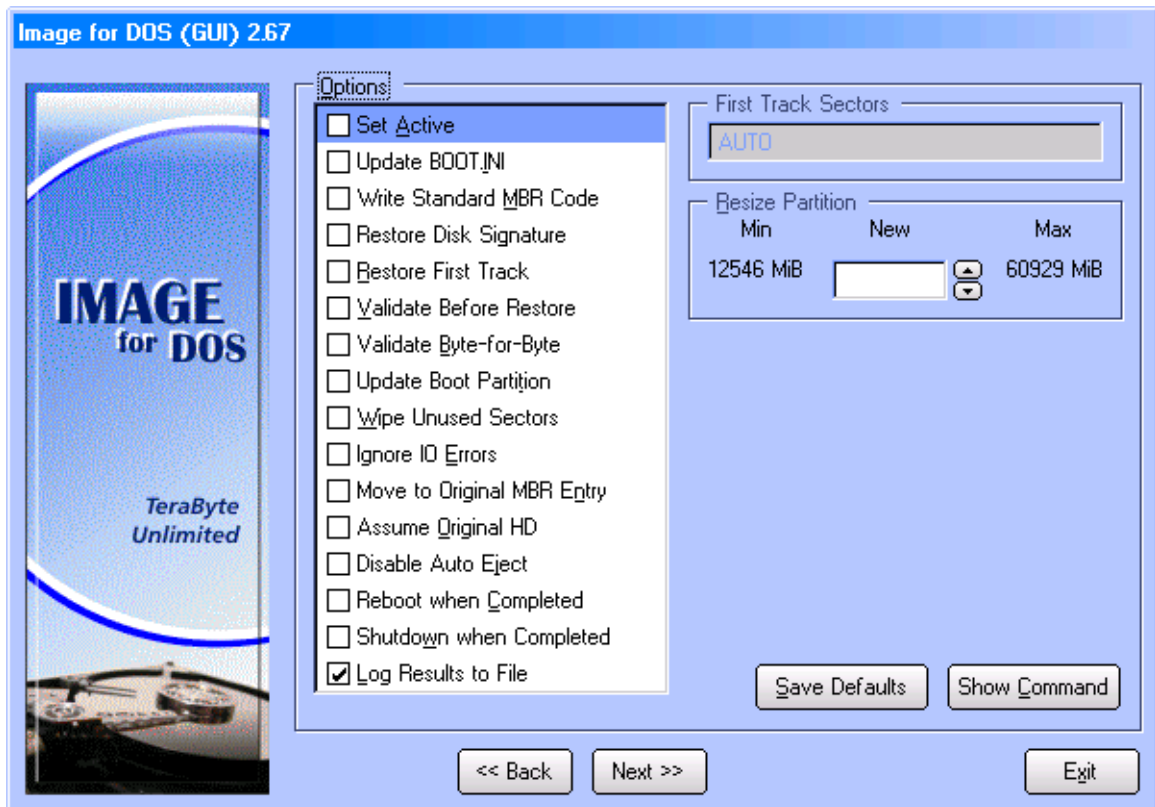 Image for DOS (GUI) 2.67
IMAGE
for DOS
TeraByte
Unlimited
Options
Set Active
Update BOOT.INI
Write Standard MBR Code
Restore Disk Signature
Restore First Track
Validate Before Restore
Validate Byte-for-Byte
Update Boot Partition
Wipe Unused Sectors
Ignore IO Errors
Move to Original MBR Entry
Assume Original HD
Disable Auto Eject
Reboot when Completed
Shutdown when Completed
Log Results to File
First Track Sectors
AUTO
Resize Partition
Min New Max
12546 MiB 60929 MiB
Save Defaults Show Command
<< Back Next >> Exit